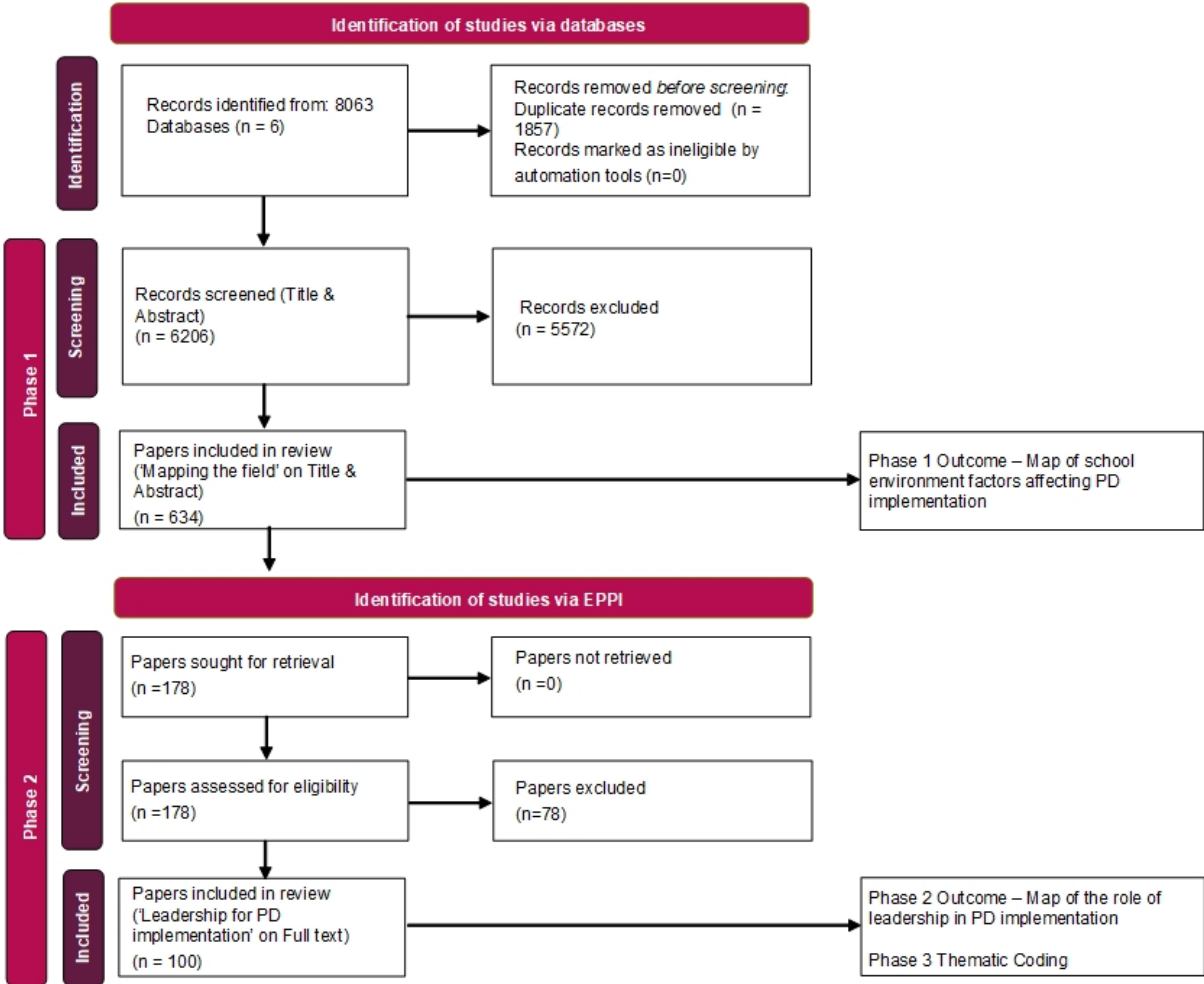 Identification of studies via databases
Identification
Records identified from: 8063
Databases (n = 6)
Records removed before screening:
Duplicate records removed (n =
1857)
Records marked as ineligible by
automation tools (n=0)
Phase 1
Screening
Records screened (Title &
Abstract)
(n = 6206)
Records excluded
(n = 5572)
Included
Papers included in review
(‘Mapping the field’ on Title &
Abstract)
(n = 634)
Phase 1 Outcome – Map of school
environment factors affecting PD
implementation
Identification of studies via EPPI
Phase 2
Screening
Papers sought for retrieval
(n =178)
Papers not retrieved
(n =0)
Papers assessed for eligibility
(n =178)
Papers excluded
(n=78)
Included
Papers included in review
(‘Leadership for PD
implementation’ on Full text)
(n = 100)
Phase 2 Outcome – Map of the role of
leadership in PD implementation
Phase 3 Thematic Coding